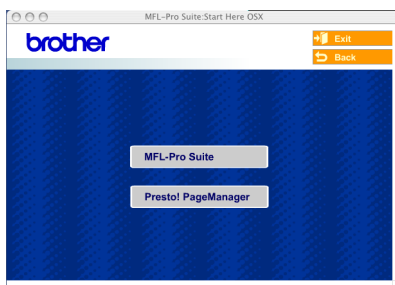 MFL-Pro Suite:Start Here OSX
brother
Exit
Back
MFL-Pro Suite
Presto! PageManager